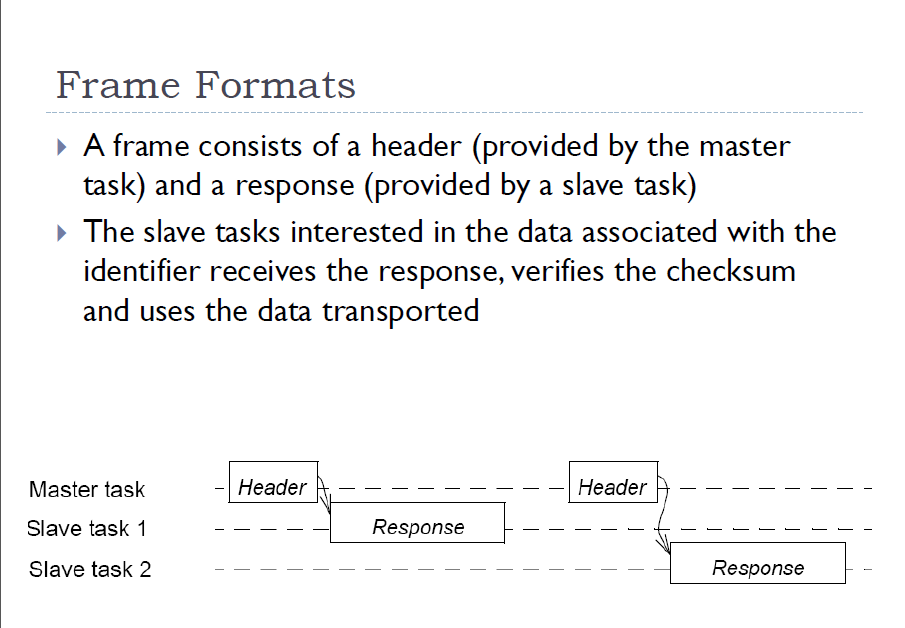 Frame Formats
A frame consists of a header (provided by the master
task) and a response (provided by a slave task)
The slave tasks interested in the data associated with the
identifier receives the response, verifies the checksum
and uses the data transported
Master task
Header
Header
Slave task 1
Response
Slave task 2
Response